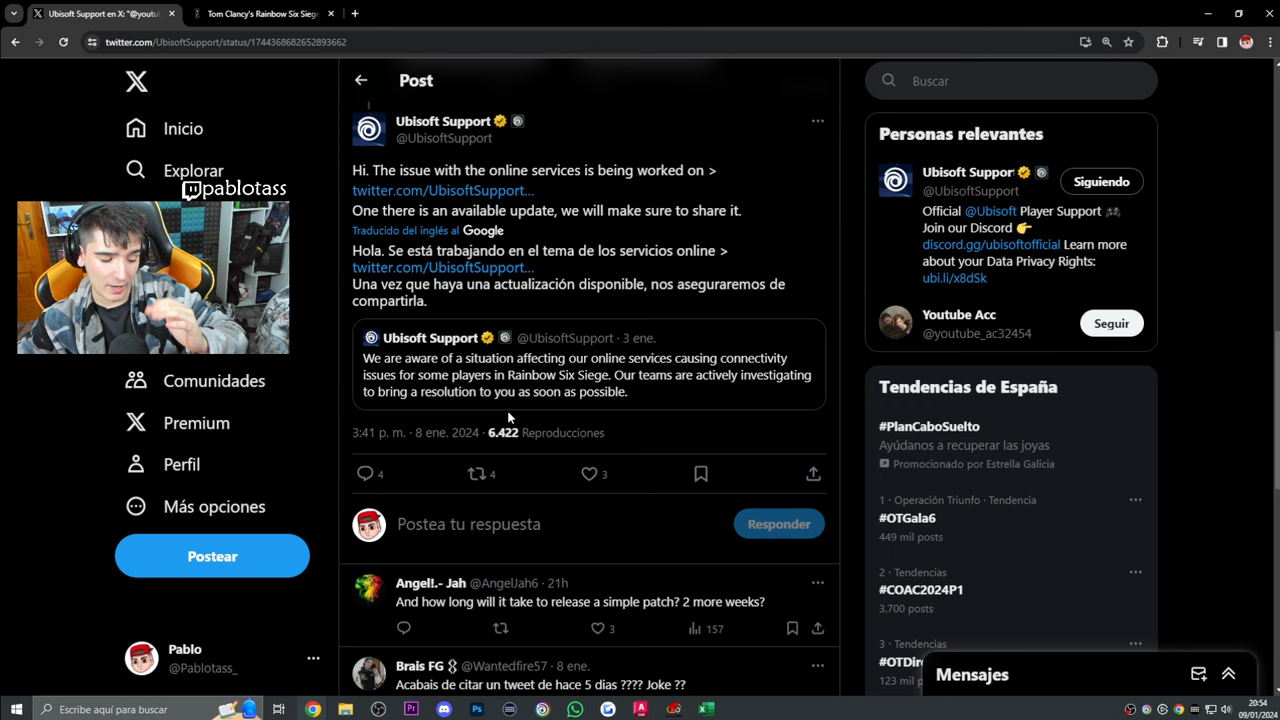 Ubisoft Support en X: "@youtu
Tom Clancy's Rainbow Six Siege
twitter.com/UbisoftSupport/status/1744368682652893662
Inicio
Explorar
pablotass
Comunidades
Premium
Perfil
Más opciones
Postear
Pablo
@Pablotass_
Post
Ubisoft Support
@UbisoftSupport
Hi. The issue with the online services is being worked on >
twitter.com/UbisoftSupport...
One there is an available update, we will make sure to share it.
Traducido del inglés al Google
Hola. Se está trabajando en el tema de los servicios online >
twitter.com/UbisoftSupport...
Una vez que haya una actualización disponible, nos aseguraremos de
compartirla.
Ubisoft Support @UbisoftSupport · 3 ene.
We are aware of a situation affecting our online services causing connectivity
issues for some players in Rainbow Six Siege. Our teams are actively investigating
to bring a resolution to you as soon as possible.
3:41 p. m. · 8 ene. 2024 · 6.422 Reproducciones
4
4
3
Postea tu respuesta
Responder
Angel!.- Jah @AngelJah6 · 21h
And how long will it take to release a simple patch? 2 more weeks?
3
157
Brais FG @Wantedfire57 · 8 ene.
Acabais de citar un tweet de hace 5 dias ???? Joke ??
Buscar
Personas relevantes
Ubisoft Suppor
@UbisoftSupport
Siguiendo
Official @Ubisoft Player Support
Join our Discord
discord.gg/ubisoftofficial Learn more
about your Data Privacy Rights:
ubi.li/x8dSk
Youtube Acc
@youtube_ac32454
Seguir
Tendencias de España
#PlanCaboSuelto
Ayúdanos a recuperar las joyas
Promocionado por Estrella Galicia
1 · Operación Triunfo · Tendencia
#OTGala6
449 mil posts
2 · Tendencias
#COAC2024P1
3.700 posts
3 · Tendencias
#OTDir
123 mil p
Mensajes
Escribe aquí para buscar
20:54
09/01/2024